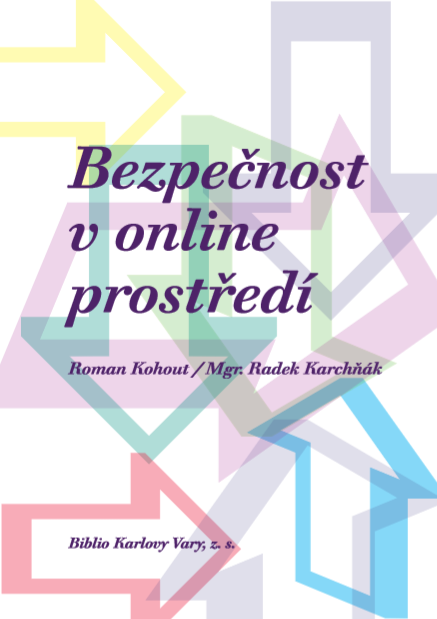 Bezpečnost
v online
prostředí
Roman Kohout / Mgr. Radek Karchňák
Biblio Karlovy Vary, z. s.